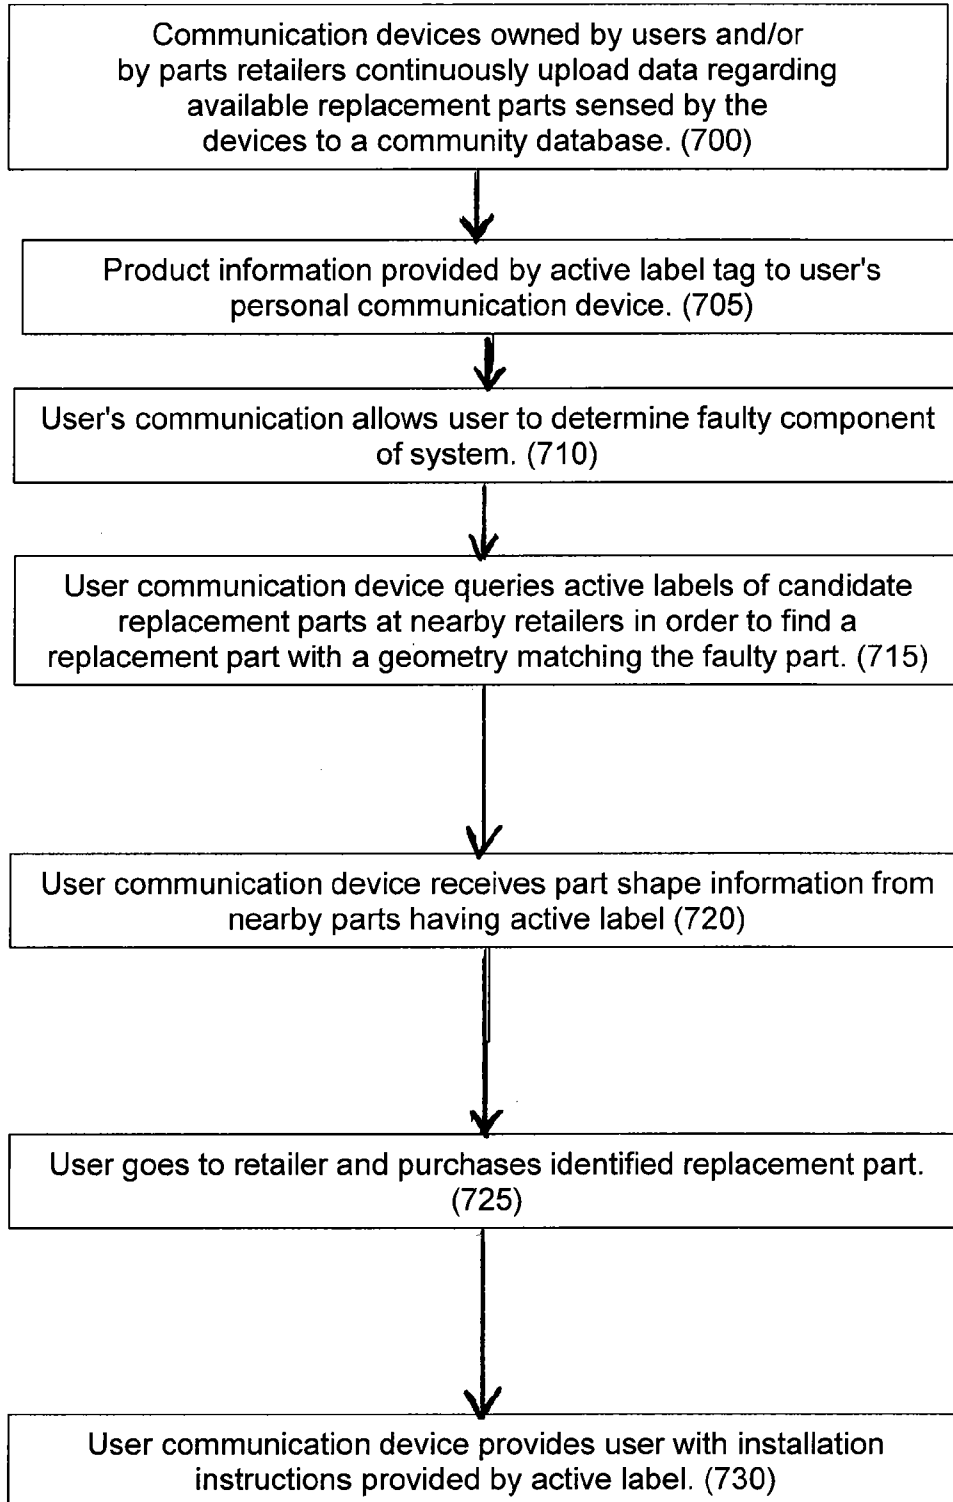 Communication devices owned by users and/or
by parts retailers continuously upload data regarding
available replacement parts sensed by the
devices to a community database. (700)
Product information provided by active label tag to user's
personal communication device. (705)
User's communication allows user to determine faulty component
of system. (710)
User communication device queries active labels of candidate
replacement parts at nearby retailers in order to find a
replacement part with a geometry matching the faulty part. (715)
User communication device receives part shape information from
nearby parts having active label (720)
User goes to retailer and purchases identified replacement part.
(725)
User communication device provides user with installation
instructions provided by active label. (730)